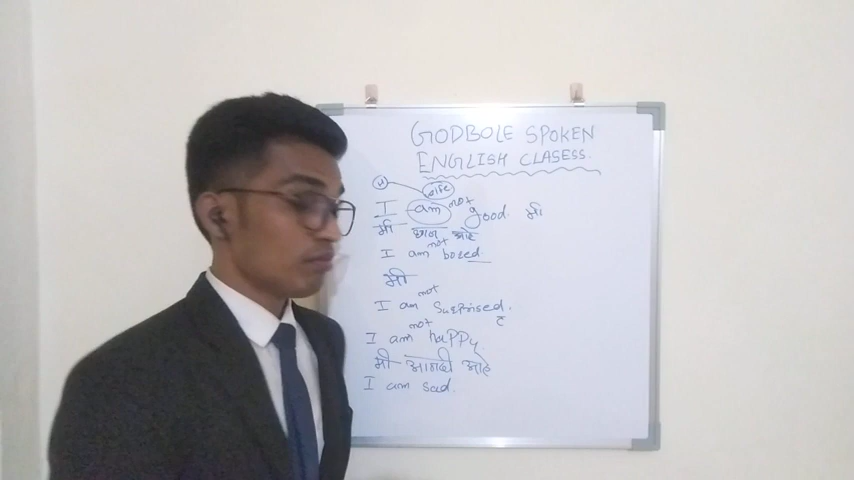 GODBOLE SPOKEN
ENGLISH CLASESS.
I am not good. मी
मी छान आहे
I am not bored
मी
I am not Surprised.
I am not happy.
मी आनंदी आहे
I am sad.